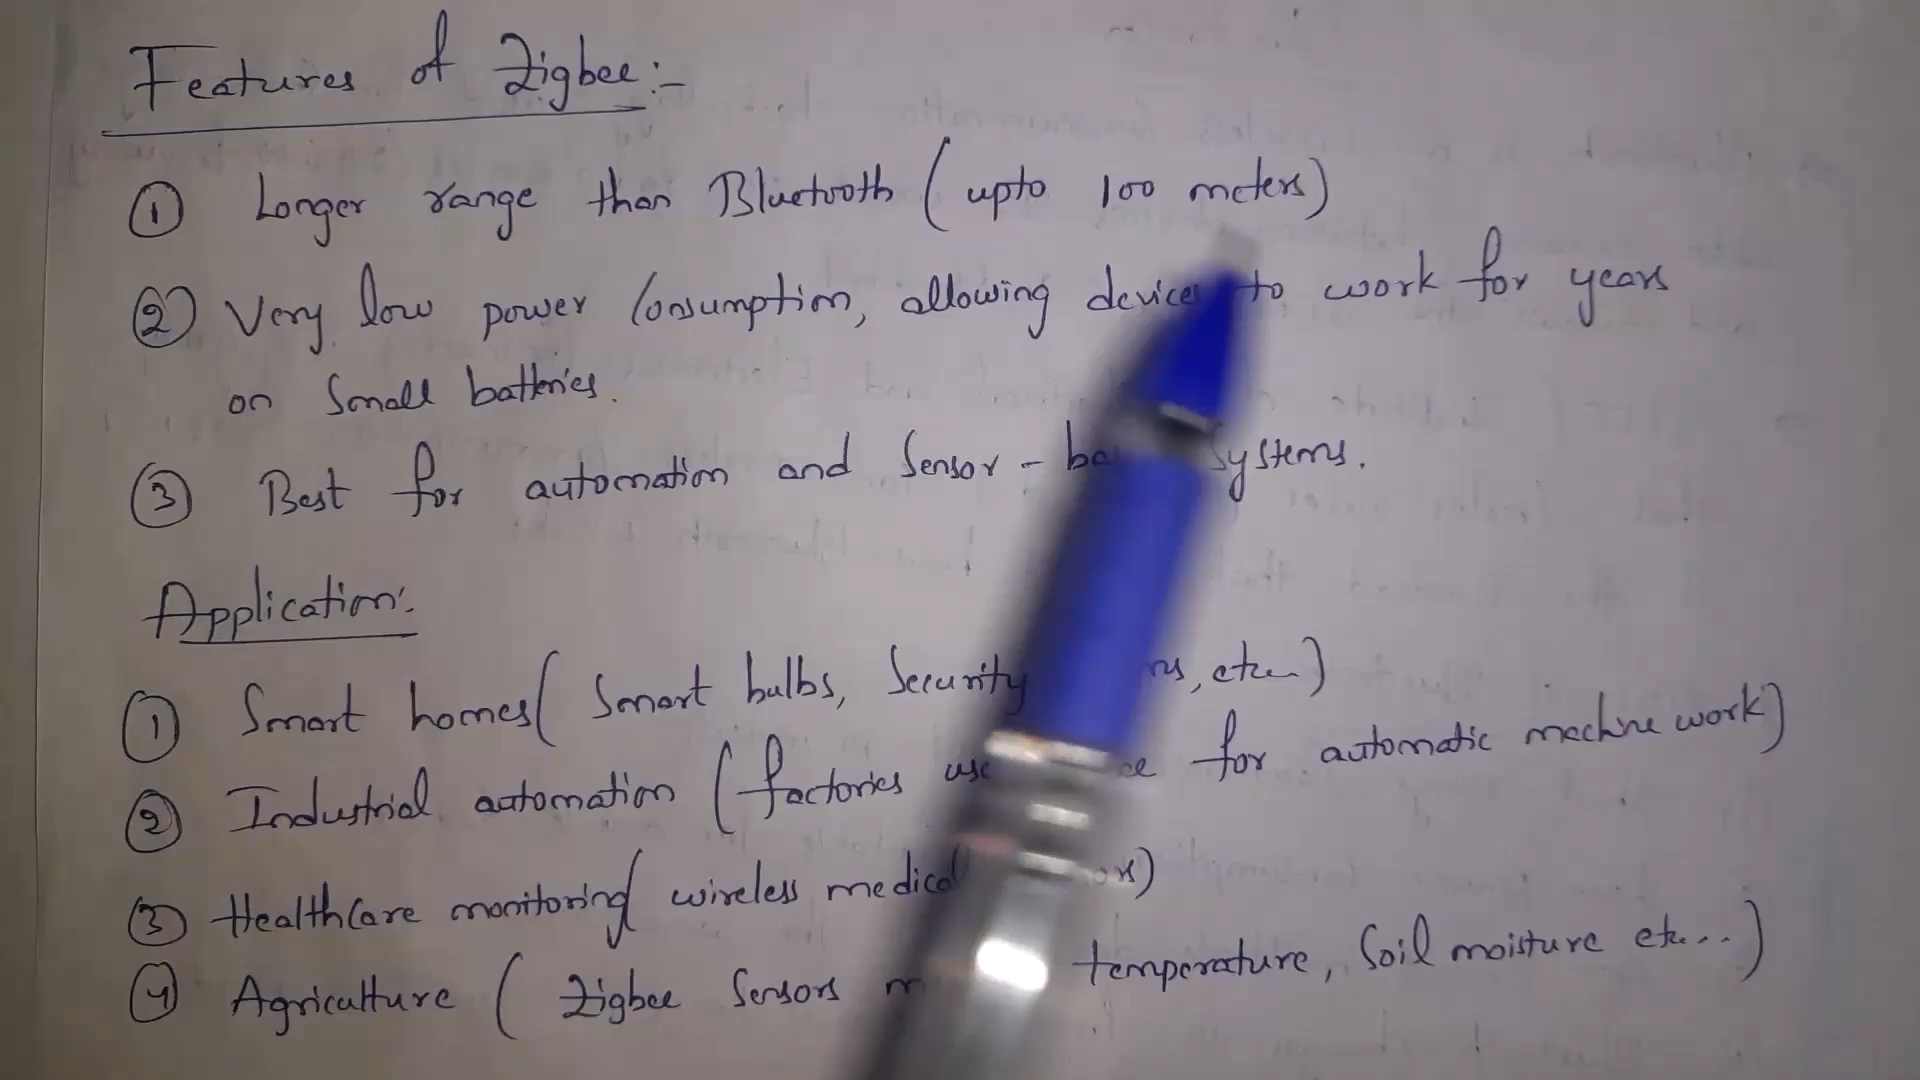 Features of Zigbee:-
① Longer range than Bluetooth (upto 100 meters)
② Very low power Consumption, allowing devices to work for years
on Small batteries.
③ Best for automation and Sensor - Systems.
Application:
① Smart homes (Smart bulbs, Security , etc...)
② Industrial automation (factories use for automatic machine work)
③ HealthCare monitoring (wireless medical )
④ Agriculture ( Zigbee Sensors temperature, Soil moisture etc...)